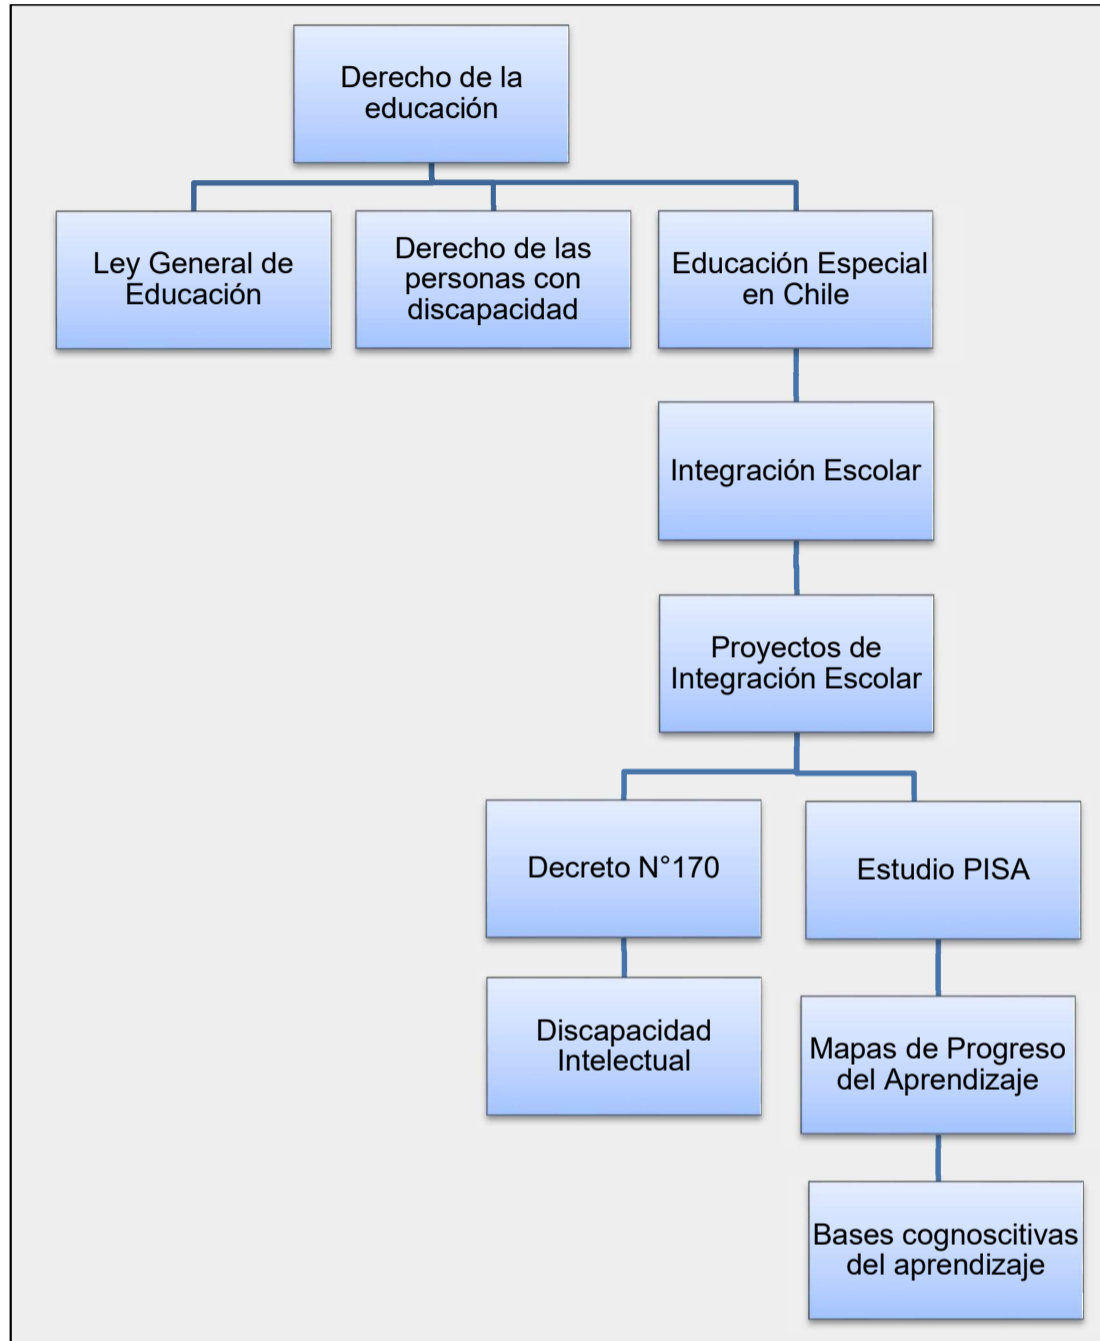 Derecho de la
educación
Ley General de
Educación
Derecho de las
personas con
discapacidad
Educación Especial
en Chile
Integración Escolar
Proyectos de
Integración Escolar
Decreto N°170
Estudio PISA
Discapacidad
Intelectual
Mapas de Progreso
del Aprendizaje
Bases cognoscitivas
del aprendizaje